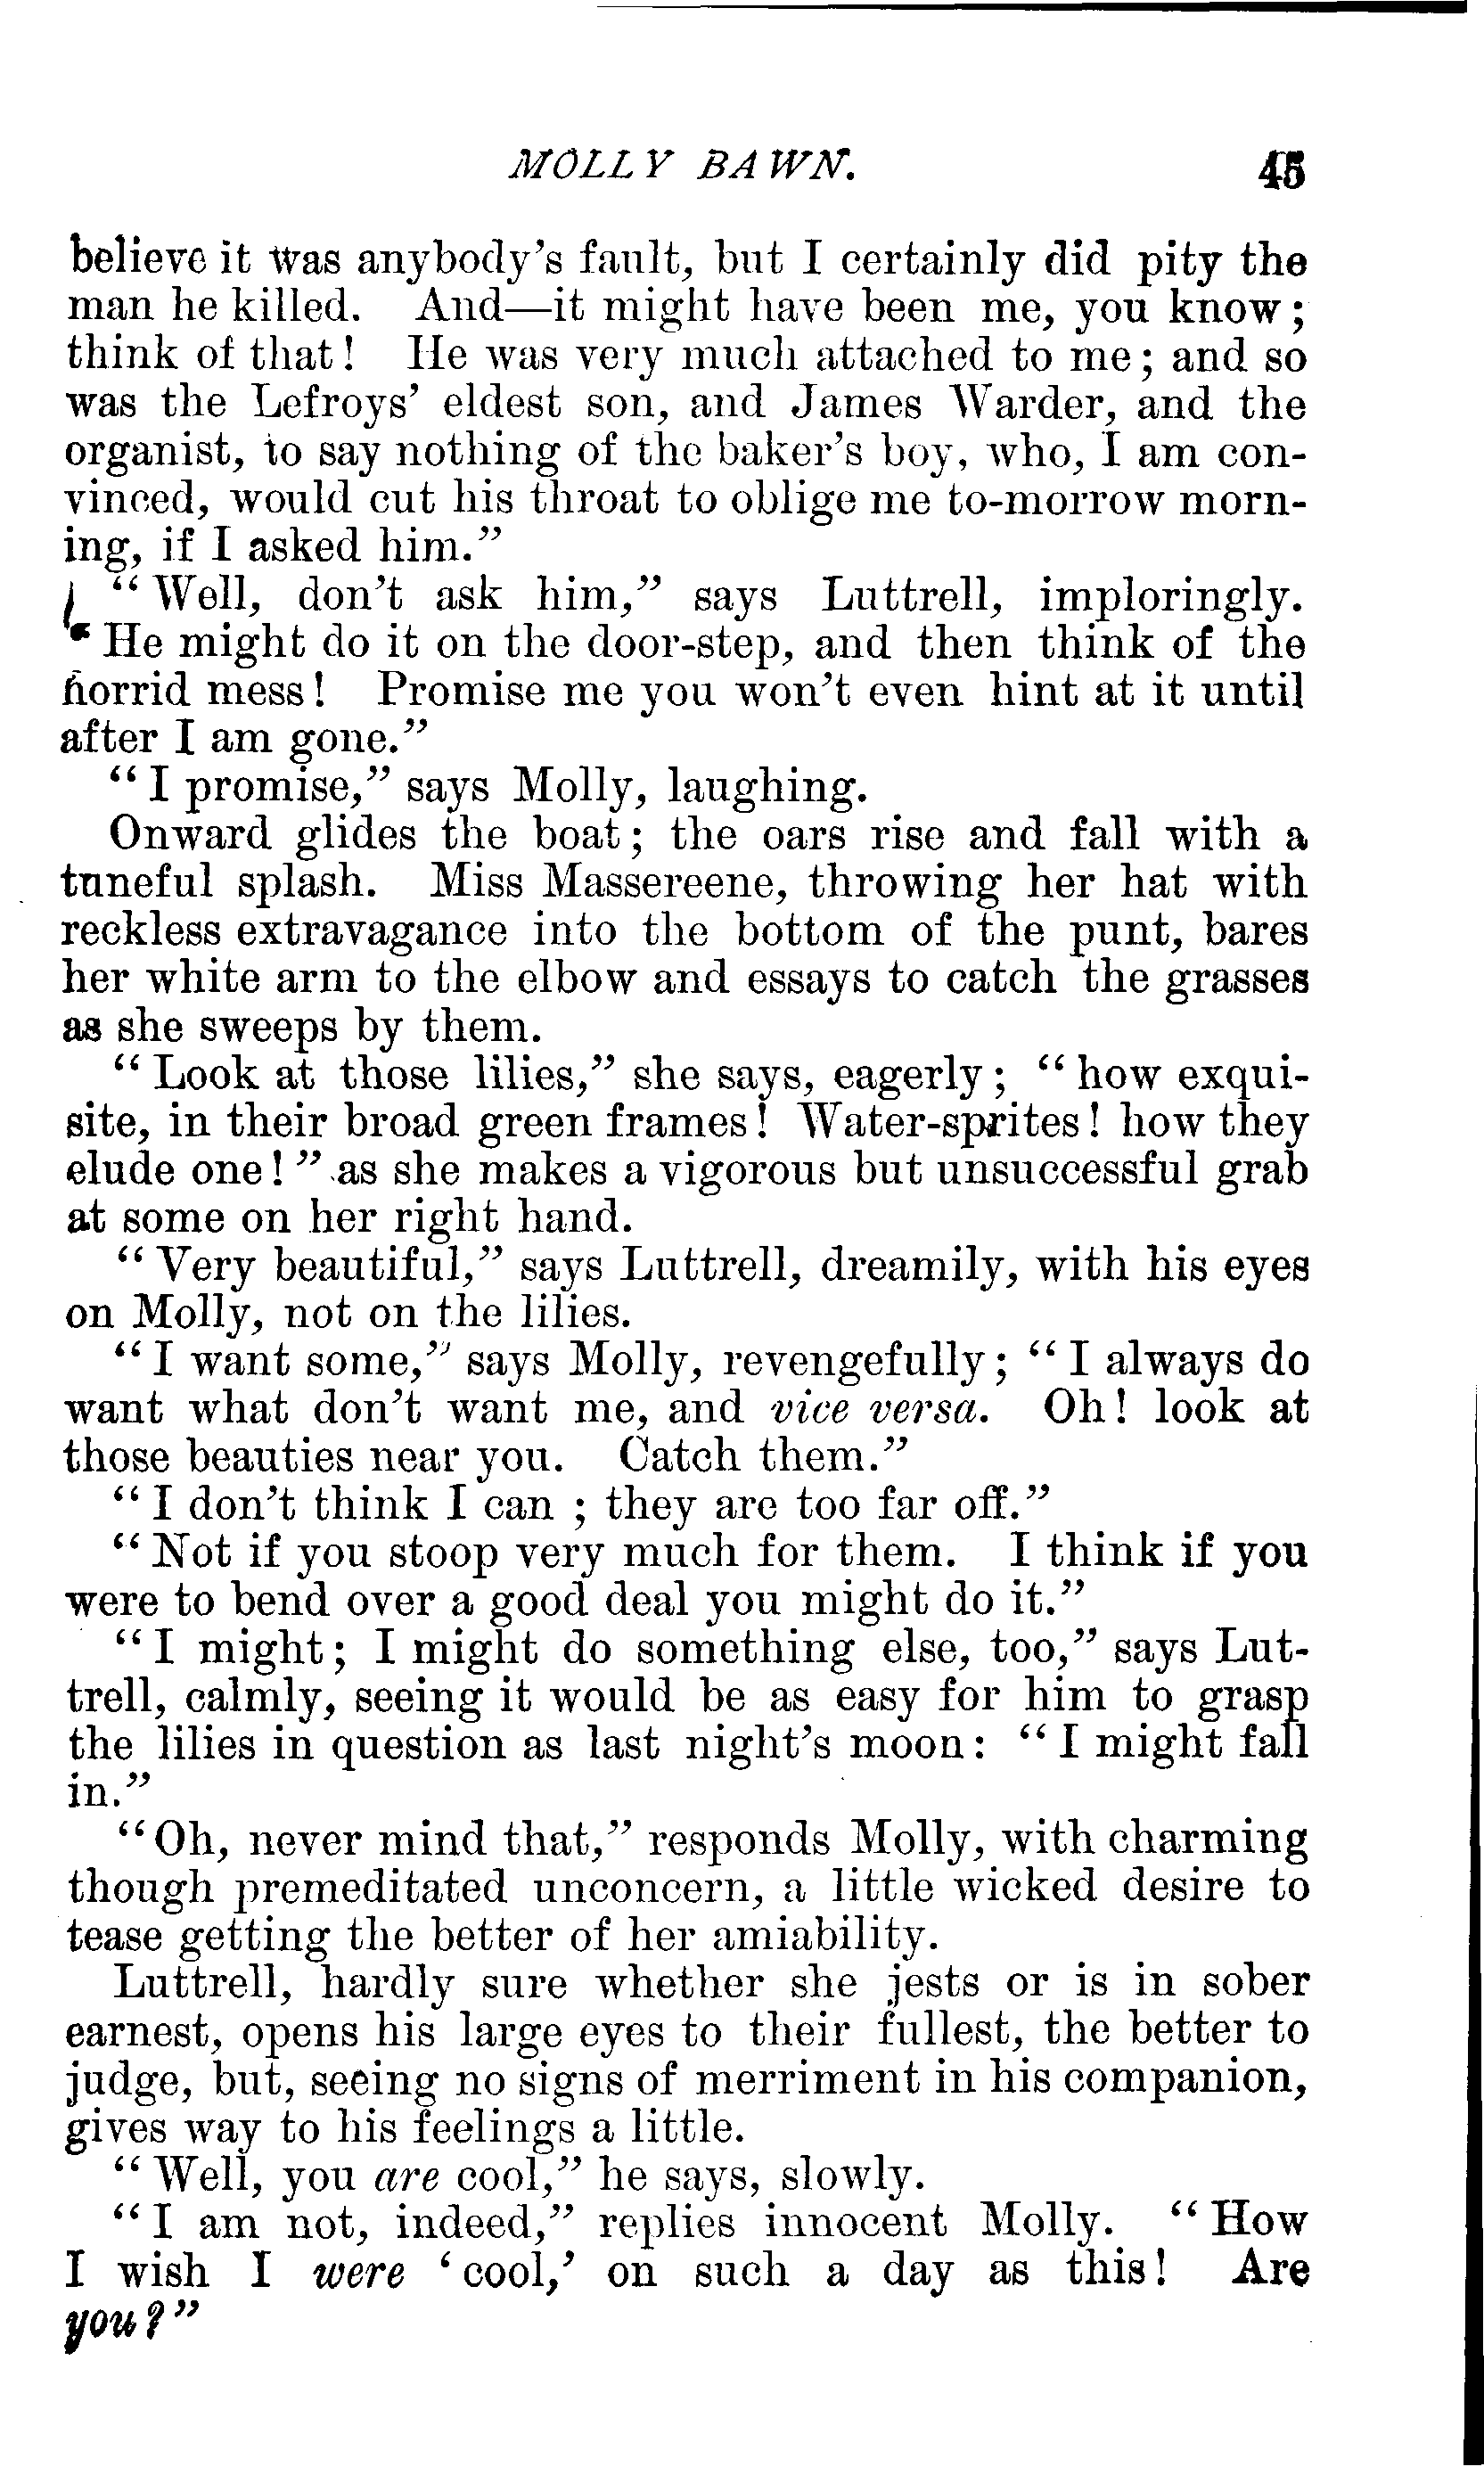 MOLLY BAWN. 45
believe it was anybody's fault, but I certainly did pity the
man he killed. And—it might have been me, you know;
think of that! He was very much attached to me; and so
was the Lefroys' eldest son, and James Warder, and the
organist, to say nothing of the baker's boy, who, I am con-
vinced, would cut his throat to oblige me to-morrow morn-
ing, if I asked him."
"Well, don't ask him," says Luttrell, imploringly.
"He might do it on the door-step, and then think of the
horrid mess! Promise me you won't even hint at it until
after I am gone."
"I promise," says Molly, laughing.
Onward glides the boat; the oars rise and fall with a
tuneful splash. Miss Massereene, throwing her hat with
reckless extravagance into the bottom of the punt, bares
her white arm to the elbow and essays to catch the grasses
as she sweeps by them.
"Look at those lilies," she says, eagerly; "how exqui-
site, in their broad green frames! Water-sprites! how they
elude one!" as she makes a vigorous but unsuccessful grab
at some on her right hand.
"Very beautiful," says Luttrell, dreamily, with his eyes
on Molly, not on the lilies.
"I want some," says Molly, revengefully; "I always do
want what don't want me, and vice versa. Oh! look at
those beauties near you. Catch them."
"I don't think I can; they are too far off."
"Not if you stoop very much for them. I think if you
were to bend over a good deal you might do it."
"I might; I might do something else, too," says Lut-
trell, calmly, seeing it would be as easy for him to grasp
the lilies in question as last night's moon: "I might fall
in."
"Oh, never mind that," responds Molly, with charming
though premeditated unconcern, a little wicked desire to
tease getting the better of her amiability.
Luttrell, hardly sure whether she jests or is in sober
earnest, opens his large eyes to their fullest, the better to
judge, but, seeing no signs of merriment in his companion,
gives way to his feelings a little.
"Well, you are cool," he says, slowly.
"I am not, indeed," replies innocent Molly. "How
I wish I were 'cool,' on such a day as this! Are
you?"